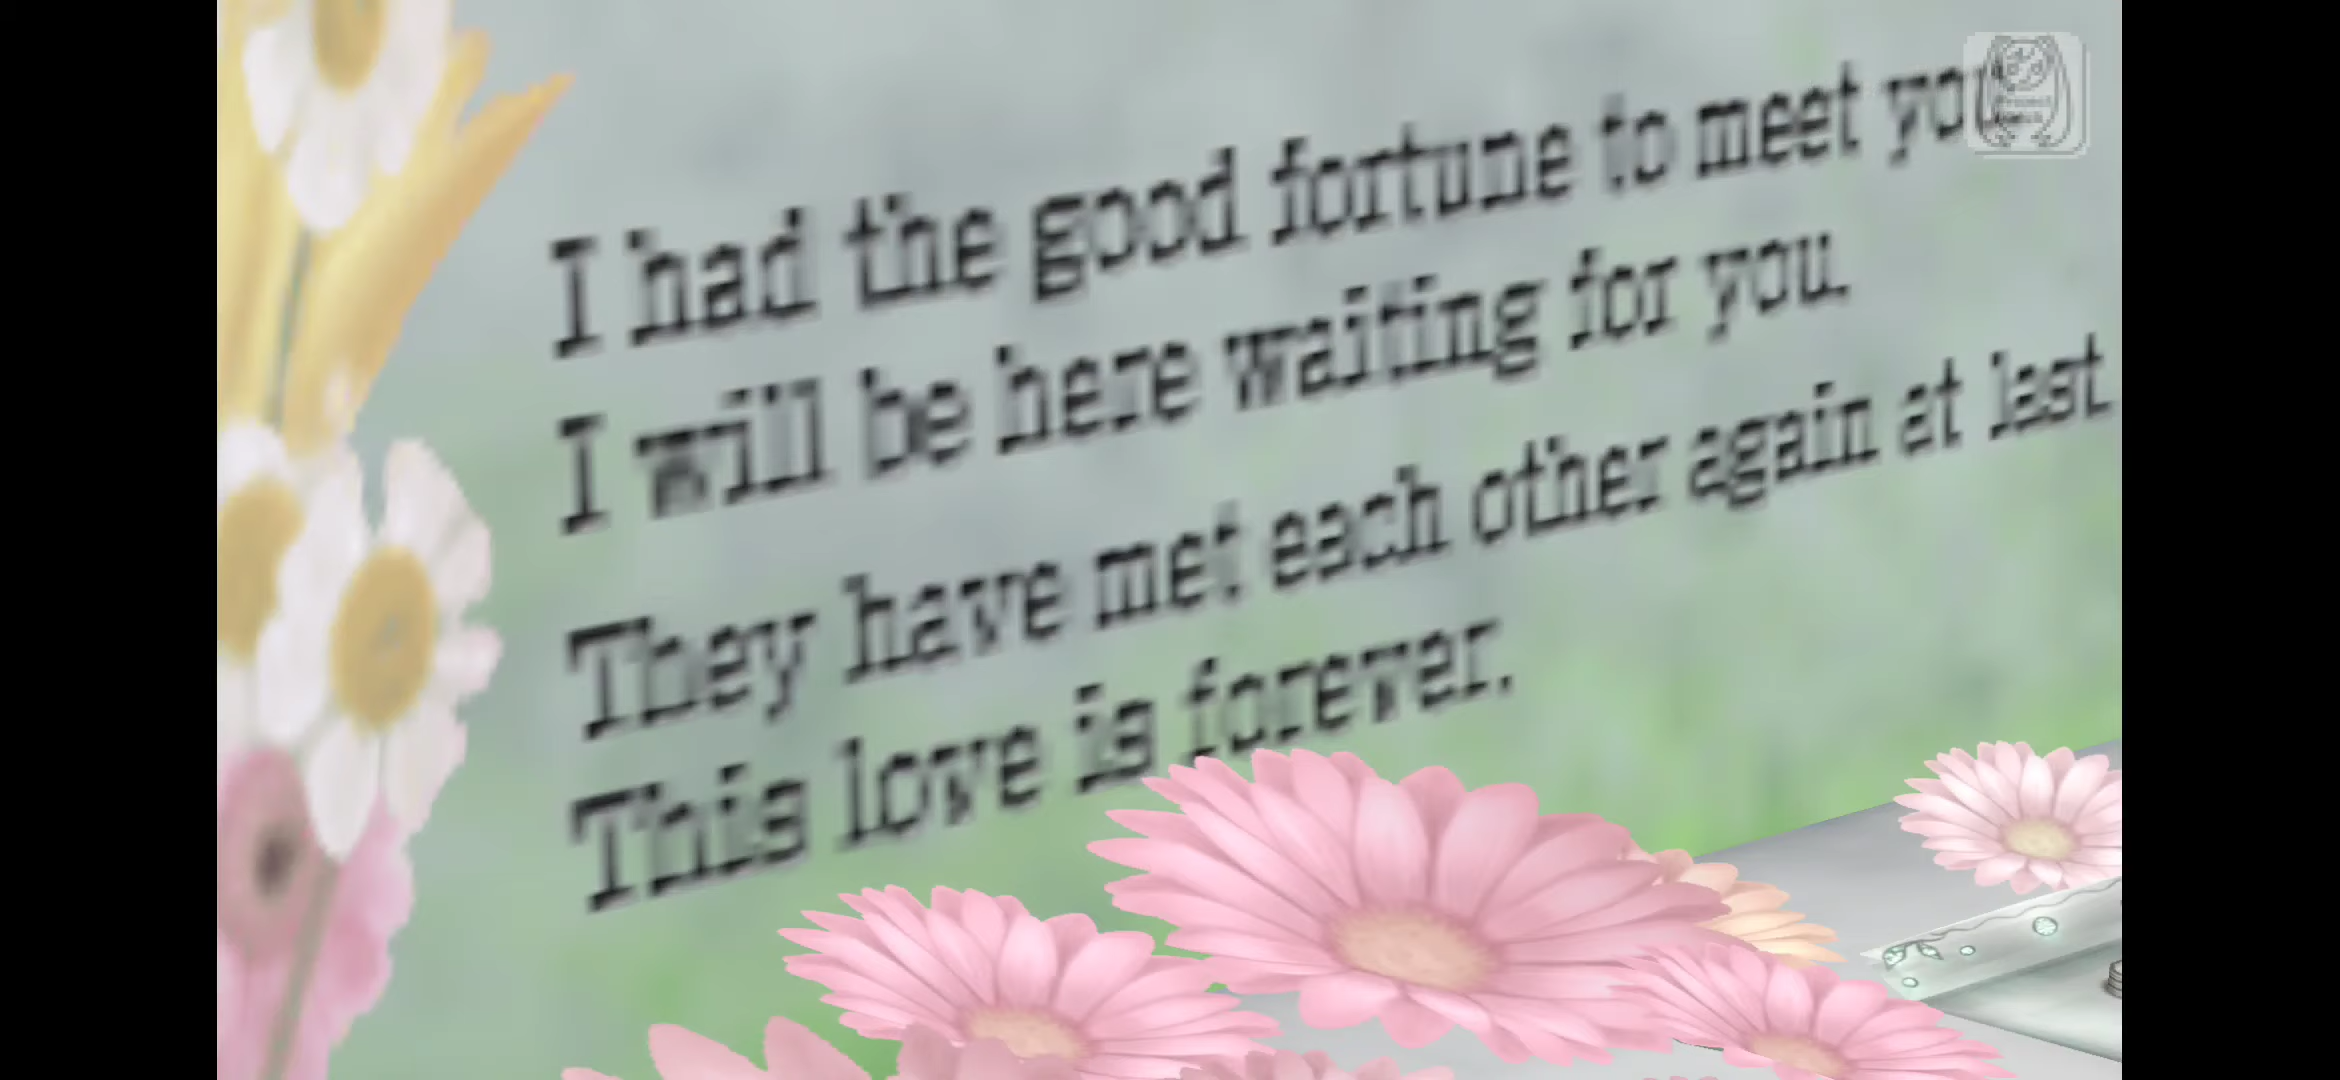 I had the good fortune to meet you
I will be here waiting for you.
They have met each other again at last
This love is forever.
Project